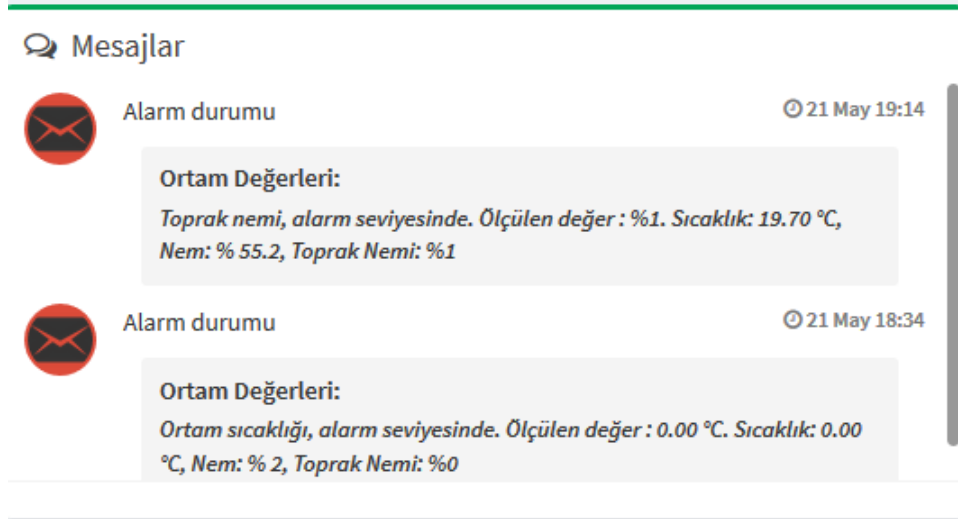 Mesajlar
Alarm durumu
21 May 19:14
Ortam Değerleri:
Toprak nemi, alarm seviyesinde. Ölçülen değer : %1. Sıcaklık: 19.70 °C,
Nem: % 55.2, Toprak Nemi: %1
Alarm durumu
21 May 18:34
Ortam Değerleri:
Ortam sıcaklığı, alarm seviyesinde. Ölçülen değer : 0.00 °C. Sıcaklık: 0.00
°C, Nem: % 2, Toprak Nemi: %0